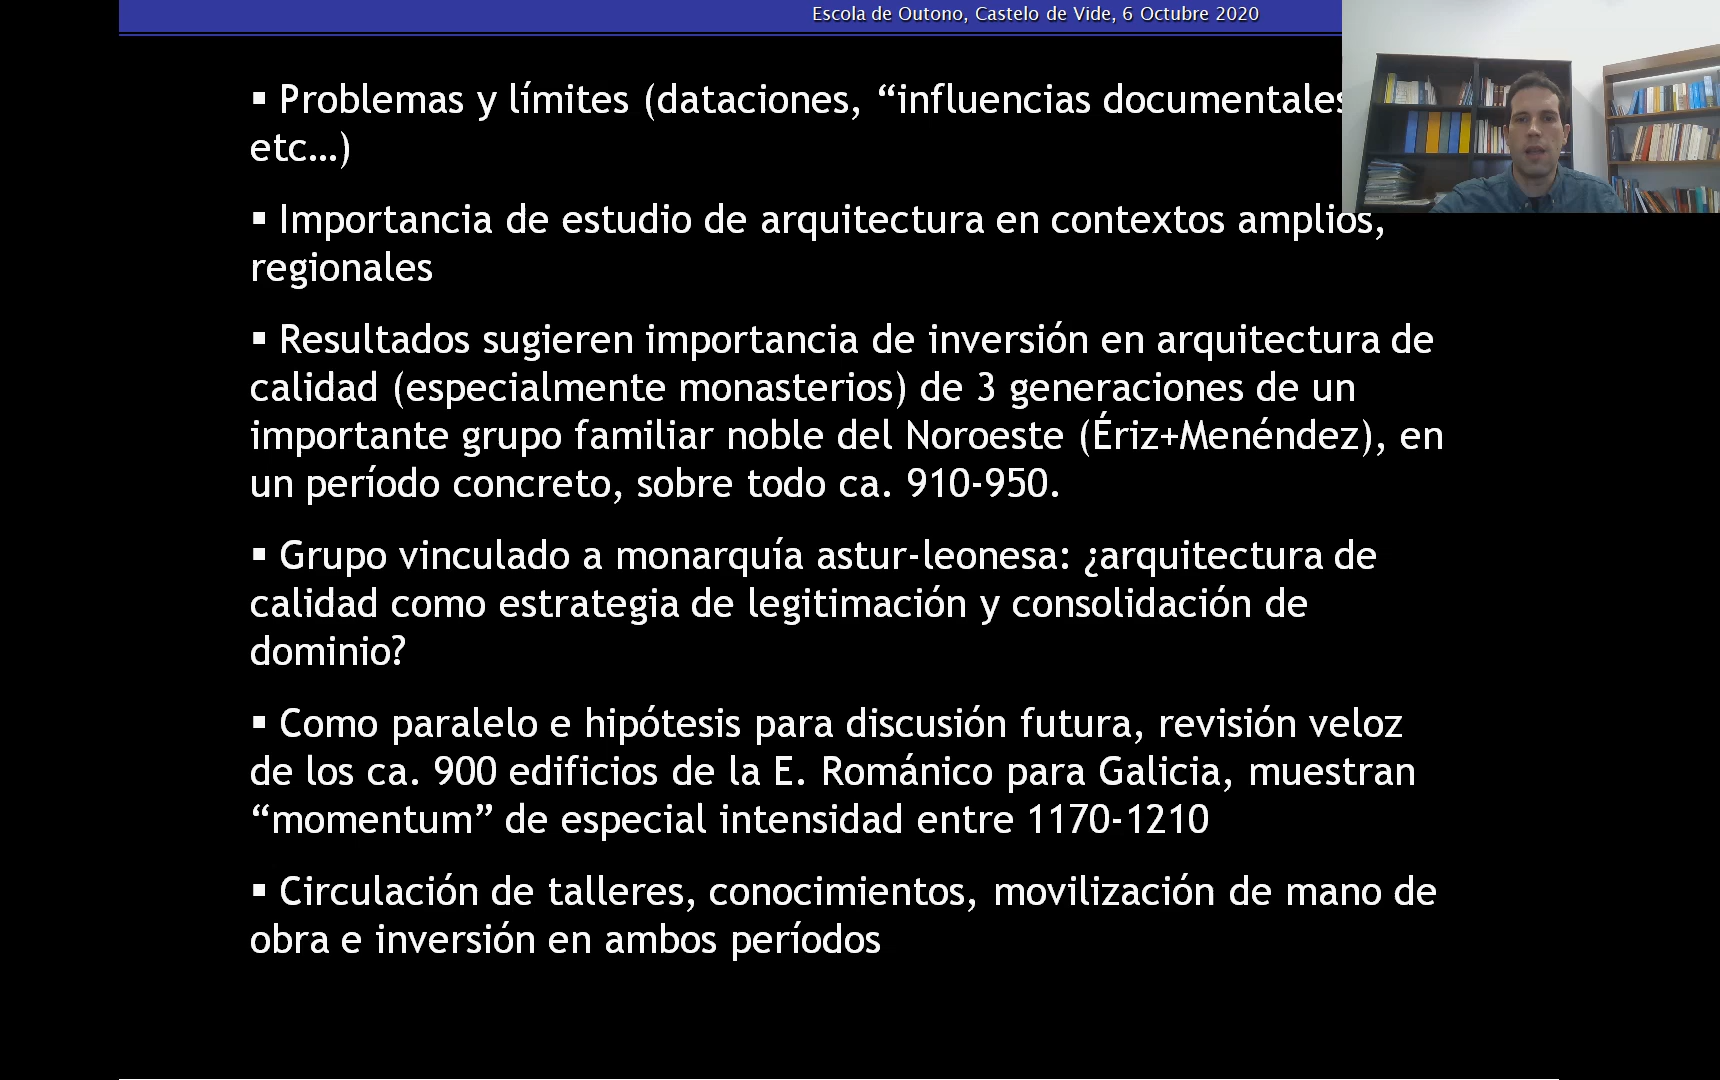 Escola de Outono, Castelo de Vide, 6 Octubre 2020
▪ Problemas y límites (dataciones, “influencias documentales
etc…)
▪ Importancia de estudio de arquitectura en contextos amplios,
regionales
▪ Resultados sugieren importancia de inversión en arquitectura de
calidad (especialmente monasterios) de 3 generaciones de un
importante grupo familiar noble del Noroeste (Ériz+Menéndez), en
un período concreto, sobre todo ca. 910-950.
▪ Grupo vinculado a monarquía astur-leonesa: ¿arquitectura de
calidad como estrategia de legitimación y consolidación de
dominio?
▪ Como paralelo e hipótesis para discusión futura, revisión veloz
de los ca. 900 edificios de la E. Románico para Galicia, muestran
“momentum” de especial intensidad entre 1170-1210
▪ Circulación de talleres, conocimientos, movilización de mano de
obra e inversión en ambos períodos